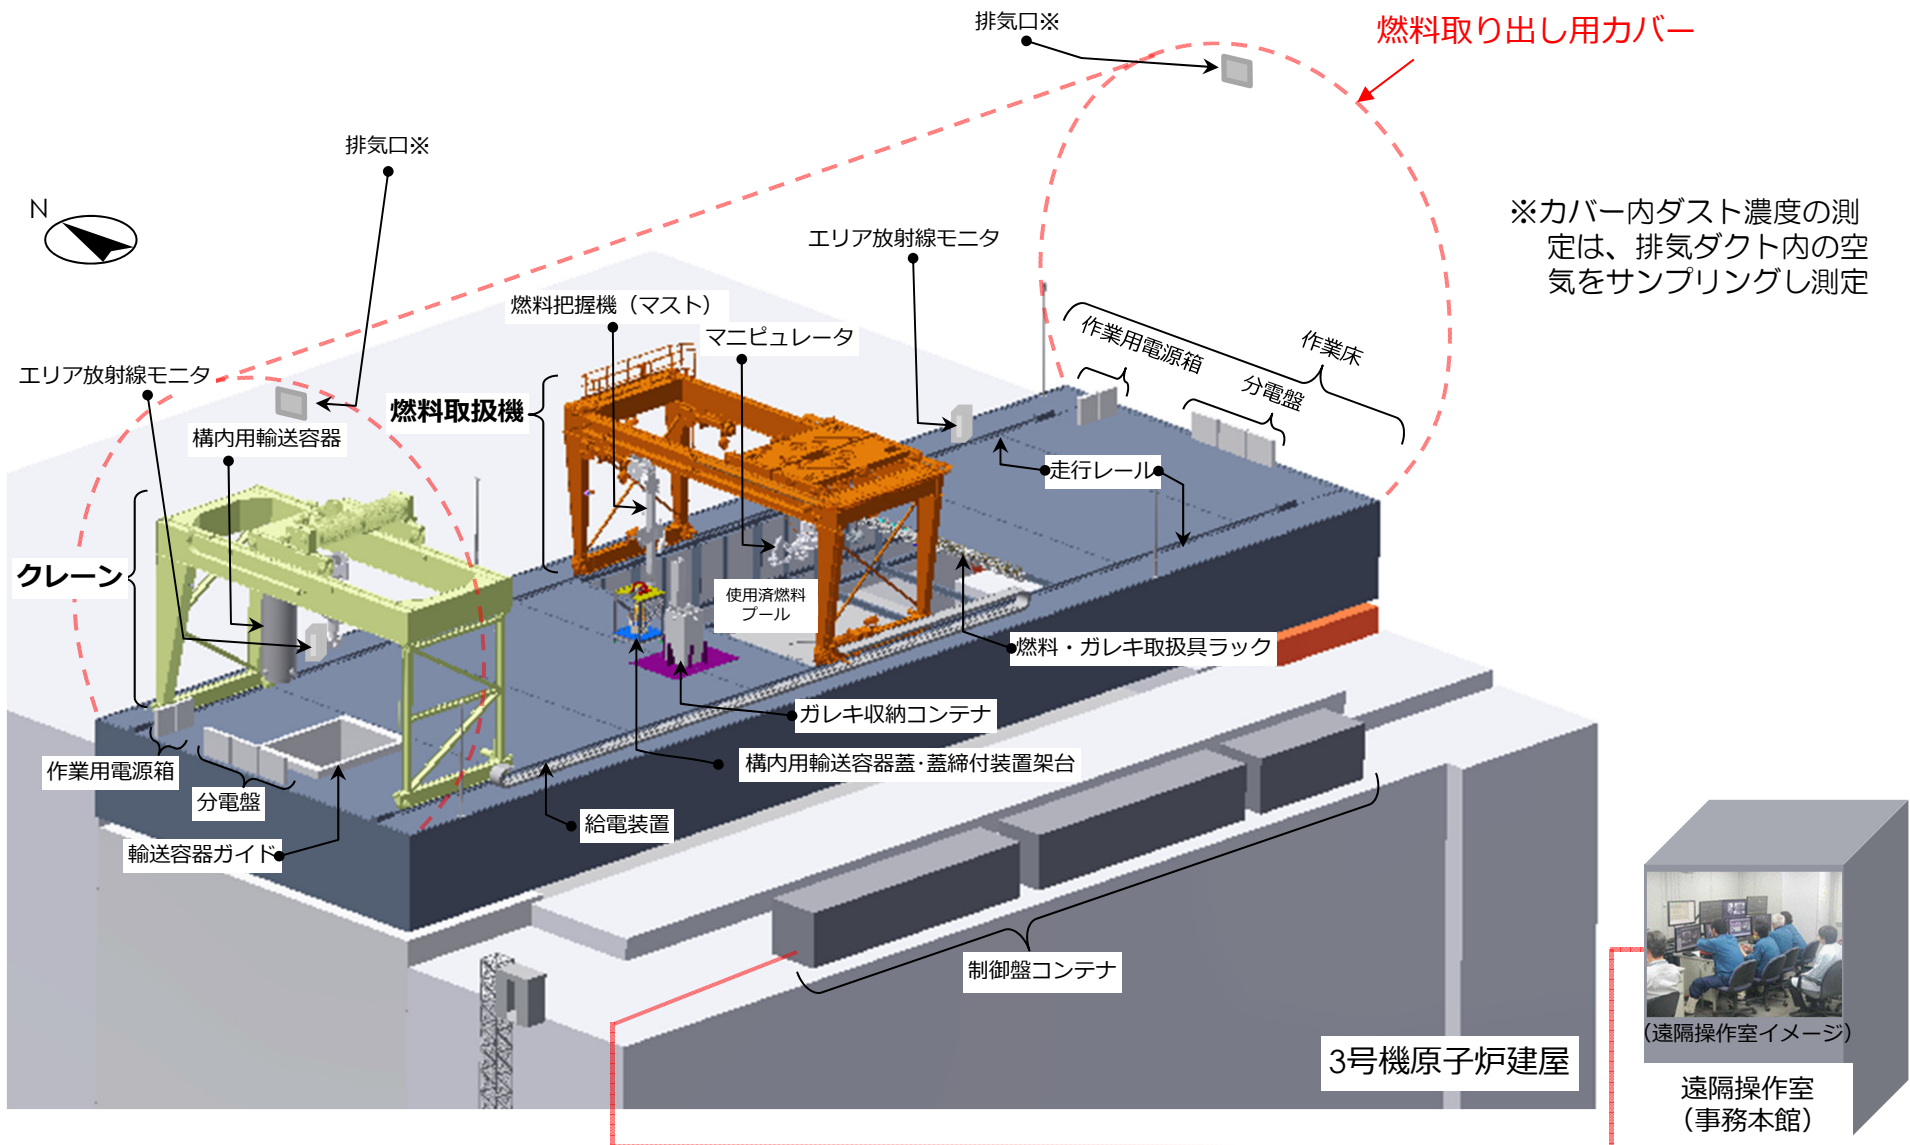 排気口※
燃料取り出し用カバー
排気口※
N
※カバー内ダスト濃度の測
定は、排気ダクト内の空
気をサンプリングし測定
エリア放射線モニタ
燃料把握機（マスト）
マニピュレータ
作業用電源箱
作業床
分電盤
エリア放射線モニタ
燃料取扱機
構内用輸送容器
走行レール
クレーン
使用済燃料
プール
燃料・ガレキ取扱具ラック
ガレキ収納コンテナ
構内用輸送容器蓋･蓋締付装置架台
作業用電源箱
分電盤
給電装置
輸送容器ガイド
制御盤コンテナ
3号機原子炉建屋
（遠隔操作室イメージ）
遠隔操作室
（事務本館）